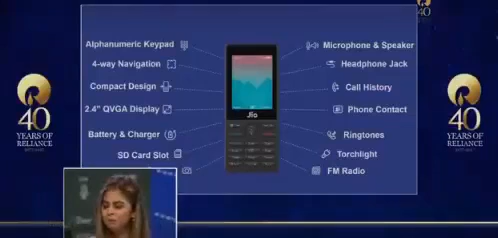 40
Alphanumeric Keypad
4-way Navigation
Compact Design
2.4" QVGA Display
Battery & Charger
SD Card Slot
Jio
Microphone & Speaker
Headphone Jack
Call History
Phone Contact
Ringtones
Torchlight
FM Radio
40
YEARS OF
RELIANCE
40
YEARS OF
RELIANCE